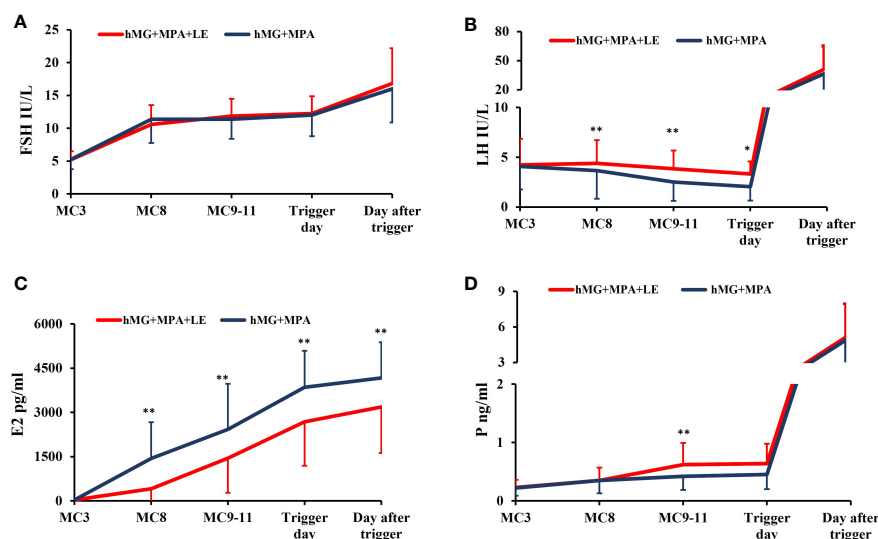 A
hMG+MPA+LE
hMG+MPA
25
20
15
10
5
0
FSH IU/L
MC3
MC8
MC9-11
Trigger day
Day after trigger
B
hMG+MPA+LE
hMG+MPA
80
50
20
10
5
0
LH IU/L
**
**
*
MC3
MC8
MC9-11
Trigger day
Day after trigger
C
hMG+MPA+LE
hMG+MPA
6000
4500
3000
1500
0
E2 pg/ml
**
**
**
**
MC3
MC8
MC9-11
Trigger day
Day after trigger
D
hMG+MPA+LE
hMG+MPA
9
6
3
2
1
0
P ng/ml
**
MC3
MC8
MC9-11
Trigger day
Day after trigger